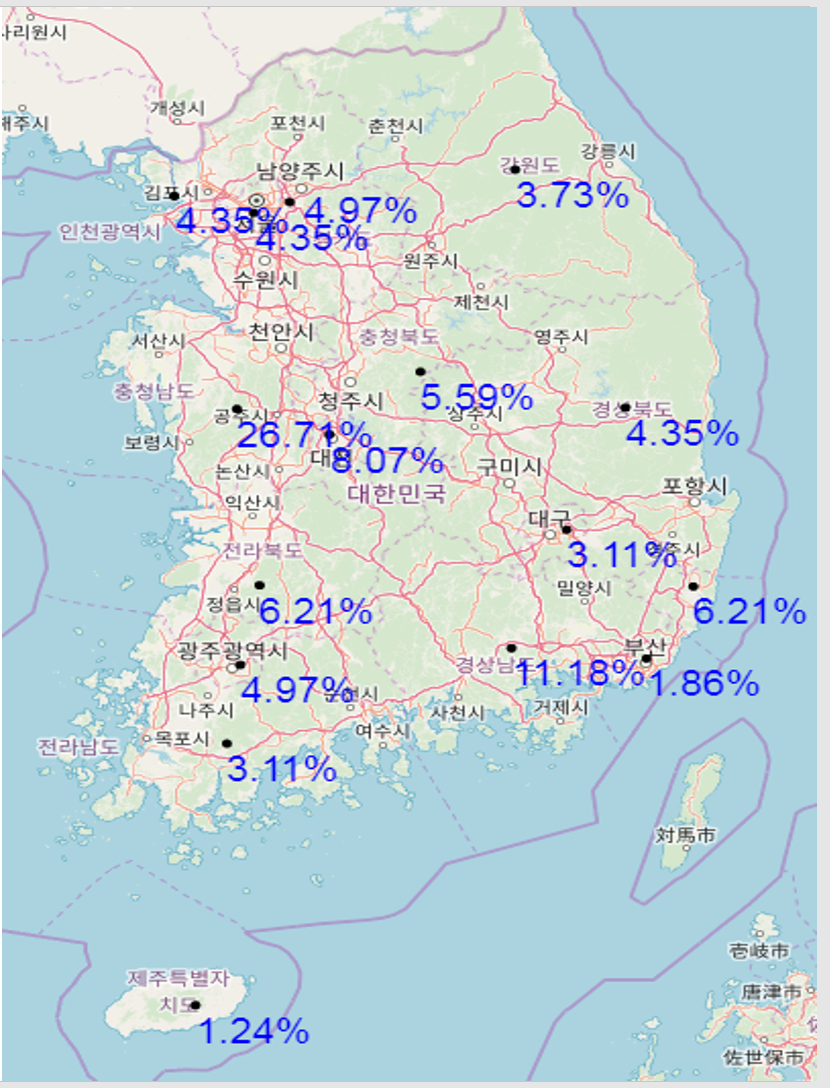 사리원시
해주시
개성시
포천시
춘천시
강릉시
남양주시
강원도
3.73%
김포시
4.35%
4.97%
인천광역시
4.35%
원주시
수원시
제천시
천안시
충청북도
영주시
서산시
충청남도
청주시
5.59%
상주시
경상북도
4.35%
공주시
26.71%
보령시
8.07%
논산시
구미시
대한민국
포항시
익산시
대구
3.11%
전라북도
밀양시
정읍시
6.21%
6.21%
광주광역시
부산
경상남도
11.18%
1.86%
4.97%
나주시
사천시
거제시
전라남도
목포시
여수시
3.11%
対馬市
壱岐市
제주특별자
치도
唐津市
1.24%
佐世保市